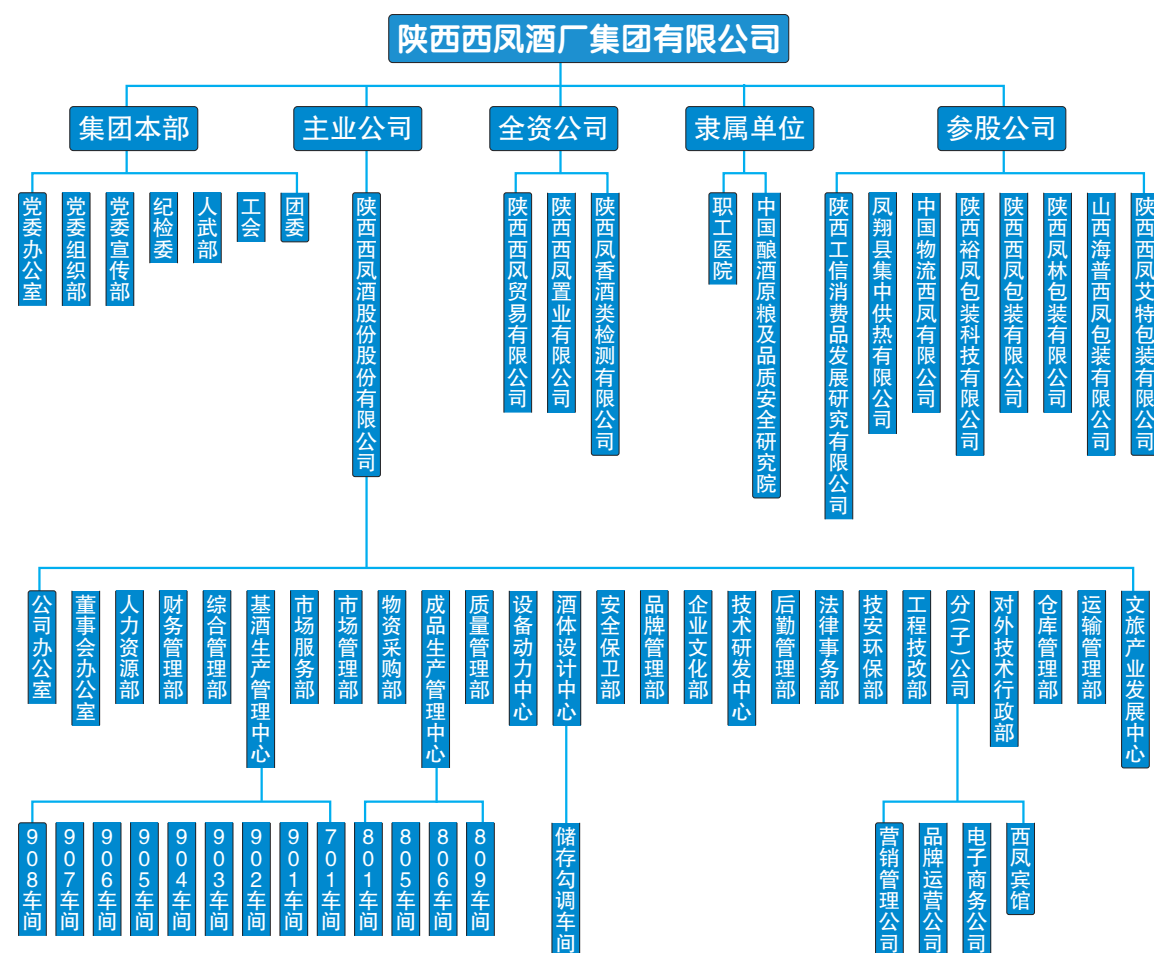 陕西西凤酒厂集团有限公司
集团本部
主业公司
全资公司
隶属单位
参股公司
党委办公室
党委组织部
党委宣传部
纪检委
人武部
工会
团委
陕西西凤酒股份股份有限公司
陕西西风贸易有限公司
陕西西凤置业有限公司
陕西凤香酒类检测有限公司
职工医院
中国酿酒原粮及品质安全研究院
陕西工信消费品发展研究有限公司
凤翔县集中供热有限公司
中国物流西凤有限公司
陕西裕凤包装科技有限公司
陕西西凤包装有限公司
陕西凤林包装有限公司
山西海普西凤包装有限公司
陕西西凤艾特包装有限公司
公司办公室
董事会办公室
人力资源部
财务管理部
综合管理部
基酒生产管理中心
市场服务部
市场管理部
物资采购部
成品生产管理中心
质量管理部
设备动力中心
酒体设计中心
安全保卫部
品牌管理部
企业文化部
技术研发中心
后勤管理部
法律事务部
技安环保部
工程技改部
分(子)公司
对外技术行政部
仓库管理部
运输管理部
文旅产业发展中心
908车间
907车间
906车间
905车间
904车间
903车间
902车间
901车间
701车间
801车间
805车间
806车间
809车间
储存勾调车间
营销管理公司
品牌运营公司
电子商务公司
西凤宾馆